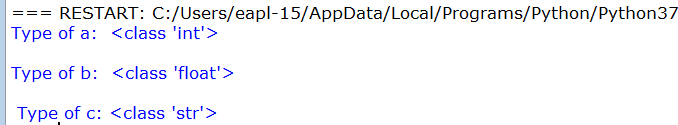 === RESTART: C:/Users/eapl-15/AppData/Local/Programs/Python/Python37
Type of a:  <class 'int'>
Type of b:  <class 'float'>
Type of c: <class 'str'>